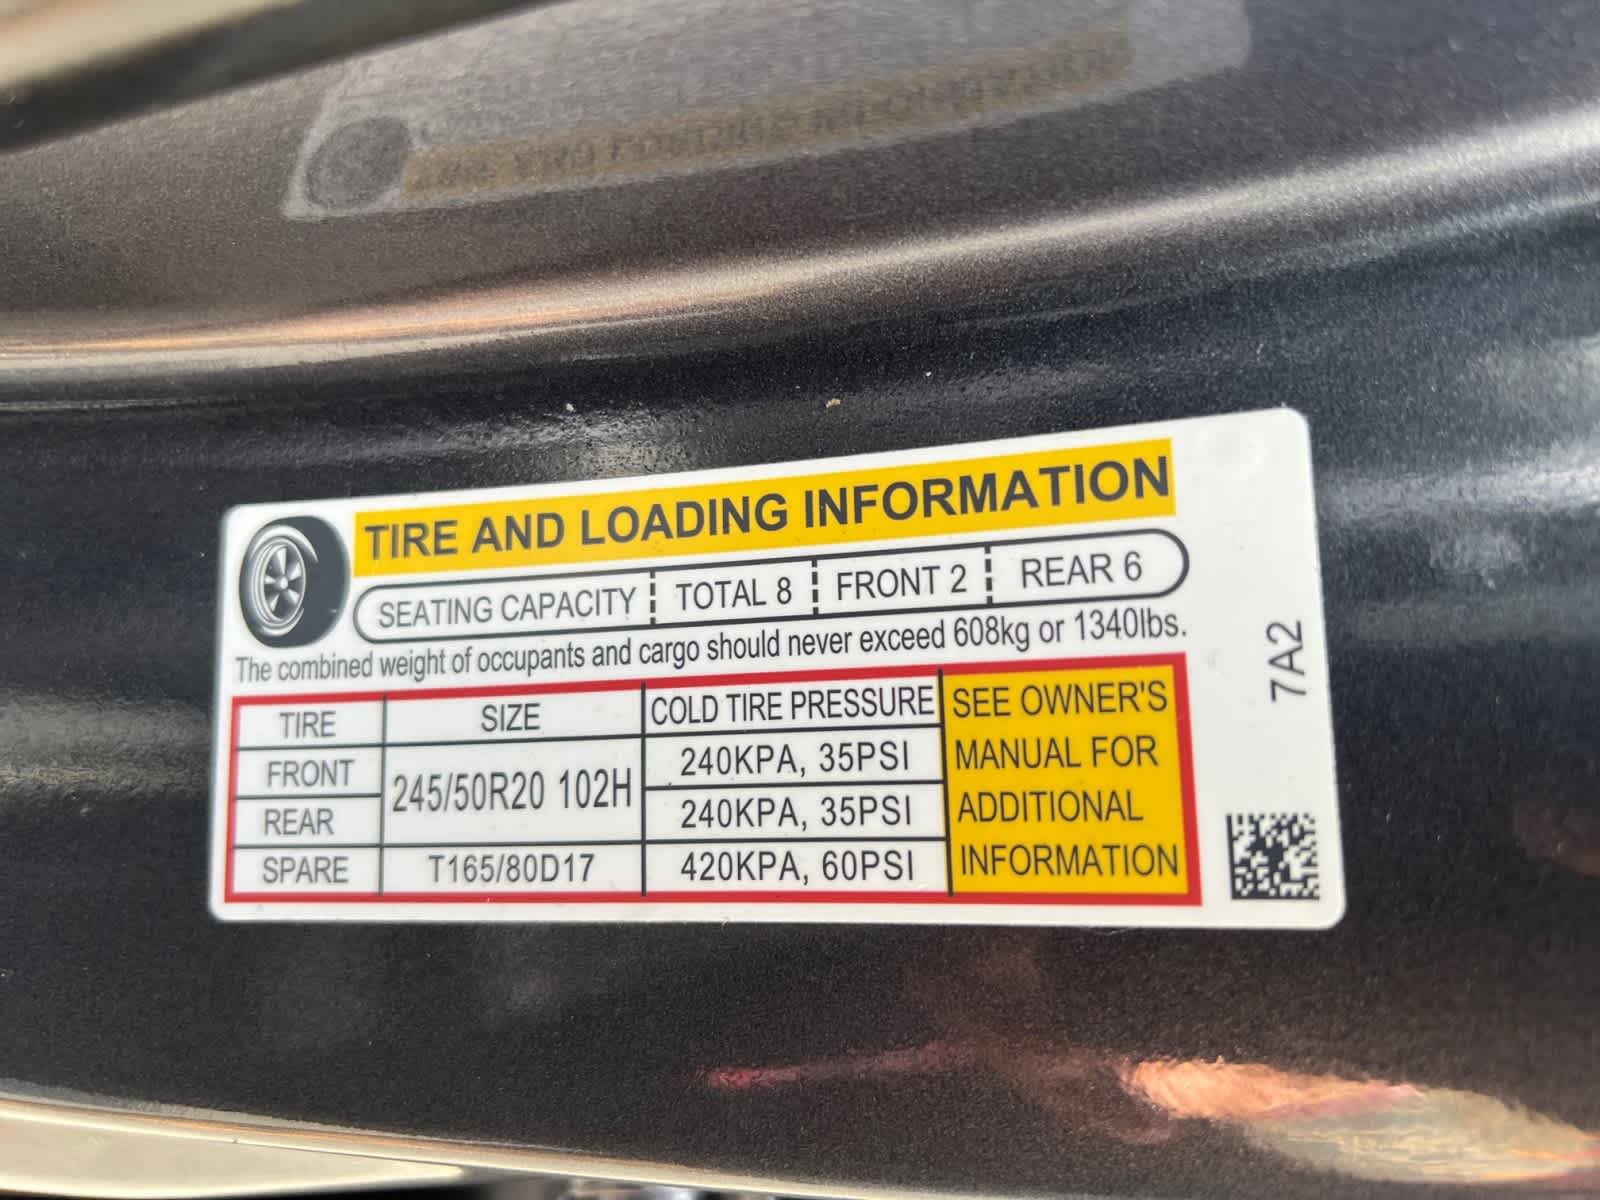 TIRE AND LOADING INFORMATION
SEATING CAPACITY TOTAL 8 FRONT 2 REAR 6
The combined weight of occupants and cargo should never exceed 608kg or 1340lbs.
TIRE SIZE COLD TIRE PRESSURE
FRONT 245/50R20 102H 240KPA, 35PSI
REAR 240KPA, 35PSI
SPARE T165/80D17 420KPA, 60PSI
SEE OWNER'S
MANUAL FOR
ADDITIONAL
INFORMATION
7A2